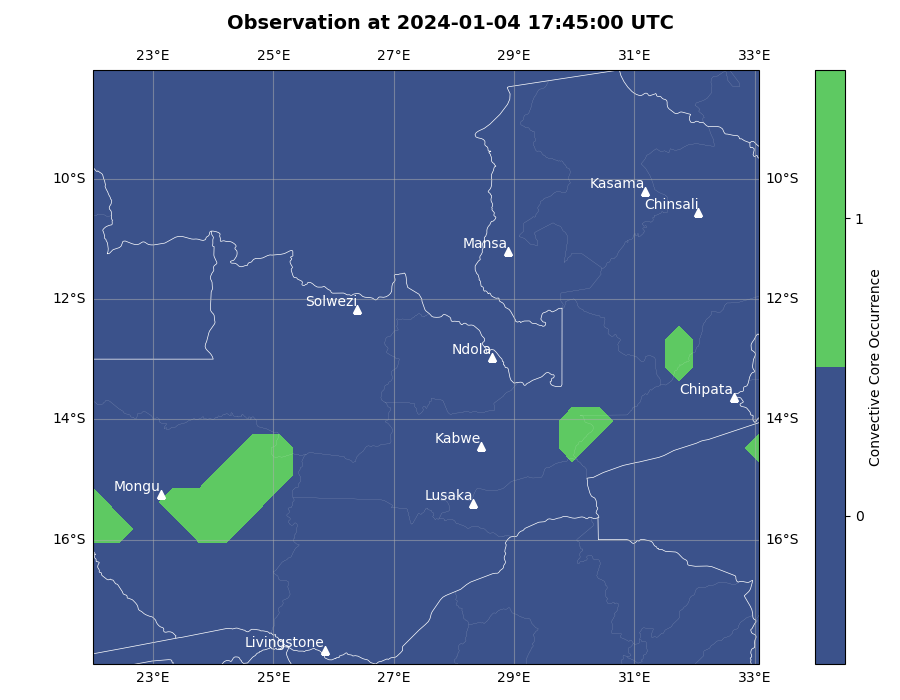 Observation at 2024-01-04 17:45:00 UTC
23°E 25°E 27°E 29°E 31°E 33°E
10°S 10°S
Kasama
Chinsali
Mansa
12°S 12°S
Solwezi
Ndola
Chipata
14°S 14°S
Kabwe
Mongu
Lusaka
16°S 16°S
Livingstone
23°E 25°E 27°E 29°E 31°E 33°E
1
0
Convective Core Occurrence